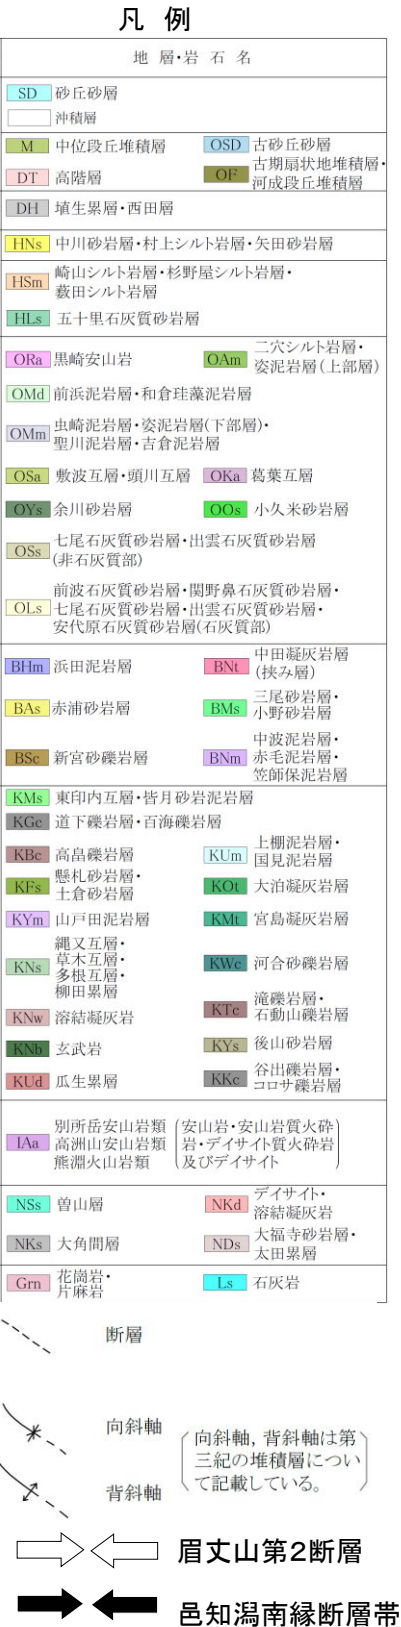 凡 例
地 層・岩 石 名
SD 砂丘砂層
沖積層
M 中位段丘堆積層
OSD 古砂丘砂層
DT 高階層
OF 古期扇状地堆積層・
河成段丘堆積層
DH 埴生累層・西田層
HNs 中川砂岩層・村上シルト岩層・矢田砂岩層
HSm 崎山シルト岩層・杉野屋シルト岩層・
薮田シルト岩層
HLs 五十里石灰質砂岩層
ORa 黒崎安山岩
OAm 二穴シルト岩層・
姿泥岩層(上部層)
OMd 前浜泥岩層・和倉珪藻泥岩層
OMm 虫崎泥岩層・姿泥岩層(下部層)・
聖川泥岩層・吉倉泥岩層
OSa 敷波互層・頭川互層
OKa 葛葉互層
OYs 余川砂岩層
OOs 小久米砂岩層
OSs 七尾石灰質砂岩層・出雲石灰質砂岩層
(非石灰質部)
OLs 前波石灰質砂岩層・関野鼻石灰質砂岩層・
七尾石灰質砂岩層・出雲石灰質砂岩層・
安代原石灰質砂岩層(石灰質部)
BHm 浜田泥岩層
BNt 中田凝灰岩層
(挟み層)
BAs 赤浦砂岩層
BMs 三尾砂岩層・
小野砂岩層
BSc 新宮砂礫岩層
BNm 中波泥岩層・
赤毛泥岩層・
笠師保泥岩層
KMs 東印内互層・皆月砂岩泥岩層
KGc 道下礫岩層・百海礫岩層
KBc 高畠礫岩層
KUm 上棚泥岩層・
国見泥岩層
KFs 懸札砂岩層・
土倉砂岩層
KOt 大泊凝灰岩層
KYm 山戸田泥岩層
KMt 宮島凝灰岩層
KNs 縄又互層・
草木互層・
多根互層・
柳田累層
KWc 河合砂礫岩層
KNw 溶結凝灰岩
KTc 滝礫岩層・
石動山礫岩層
KNb 玄武岩
KYs 後山砂岩層
KUd 瓜生累層
KKc 谷出礫岩層・
コロサ礫岩層
IAa 別所岳安山岩類
高洲山安山岩類
熊淵火山岩類
(安山岩・安山岩質火砕
岩・デイサイト質火砕岩
及びデイサイト)
NSs 曽山層
NKd デイサイト・
溶結凝灰岩
NKs 大角間層
NDs 大福寺砂岩層・
太田累層
Grn 花崗岩・
片麻岩
Ls 石灰岩
断層
向斜軸
背斜軸
(向斜軸, 背斜軸は第
三紀の堆積層につい
て記載している。)
眉丈山第2断層
邑知潟南縁断層帯